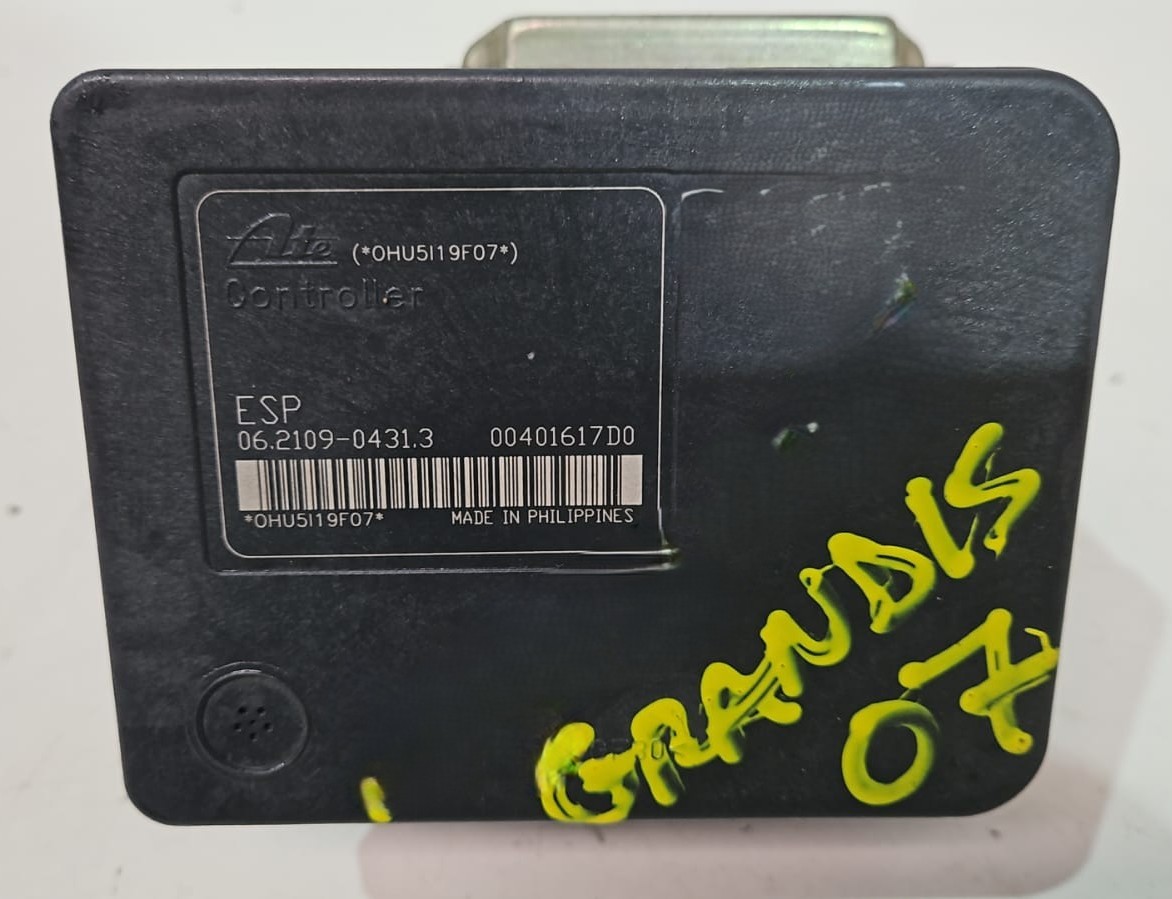 Ate (*OHU5I19F07*)
Controller
ESP
06.2109-0431.3 00401617D0
*OHU5I19F07* MADE IN PHILIPPINES
GRANDIS
07